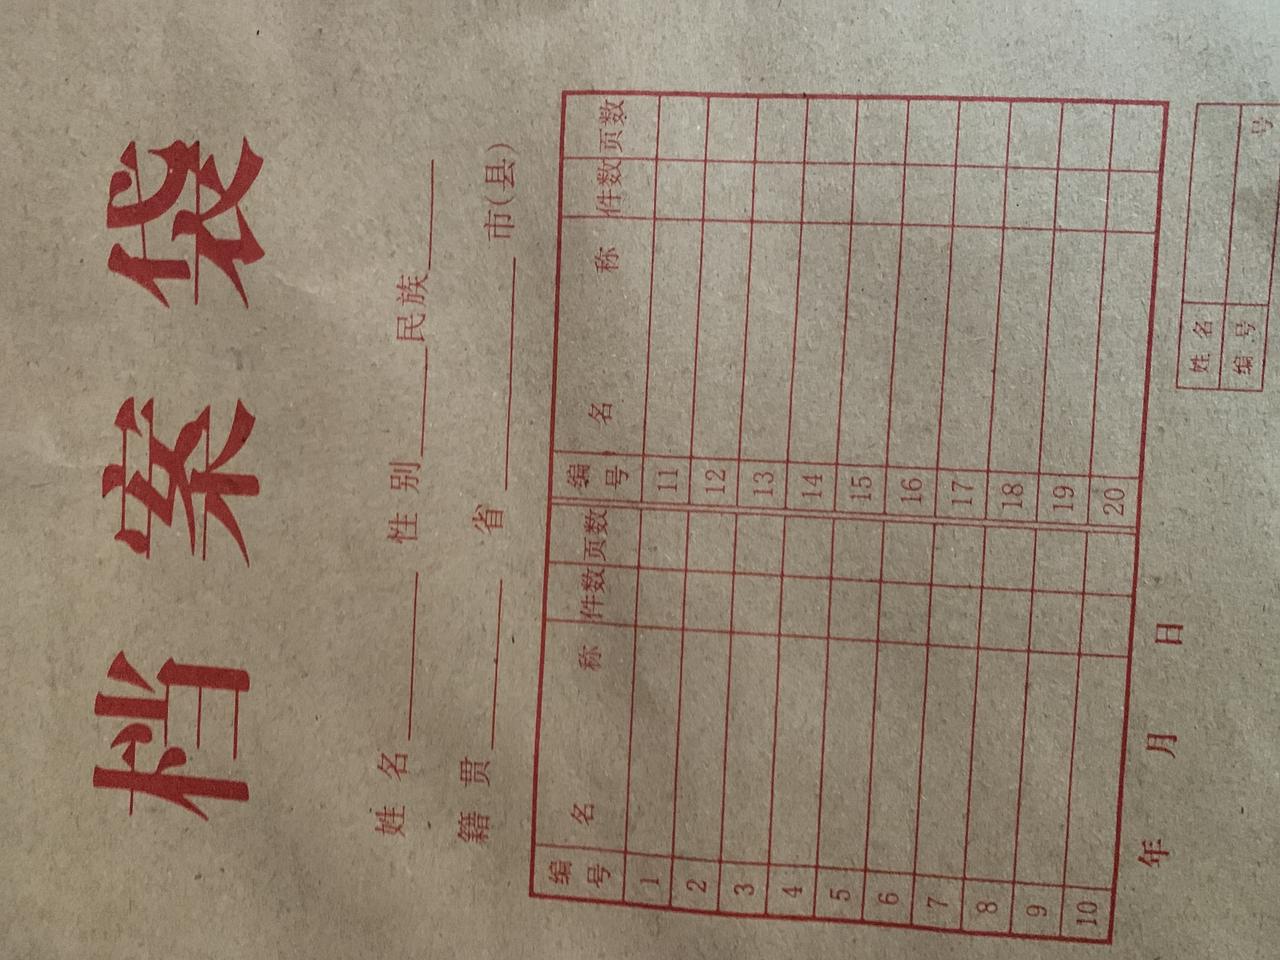 档案袋
姓名 性别 民族
籍贯 省 市(县)
编号 名称 件数 页数 编号 名称 件数 页数
1 11
2 12
3 13
4 14
5 15
6 16
7 17
8 18
9 19
10 20
年 月 日
姓名
编号 号